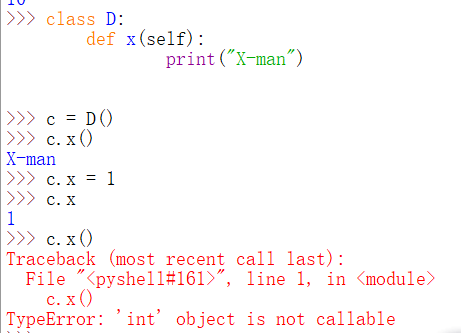 10
>>> class D:
        def x(self):
                print("X-man")
>>> c = D()
>>> c.x()
X-man
>>> c.x = 1
>>> c.x
1
>>> c.x()
Traceback (most recent call last):
  File "<pyshell#161>", line 1, in <module>
    c.x()
TypeError: 'int' object is not callable
>>>